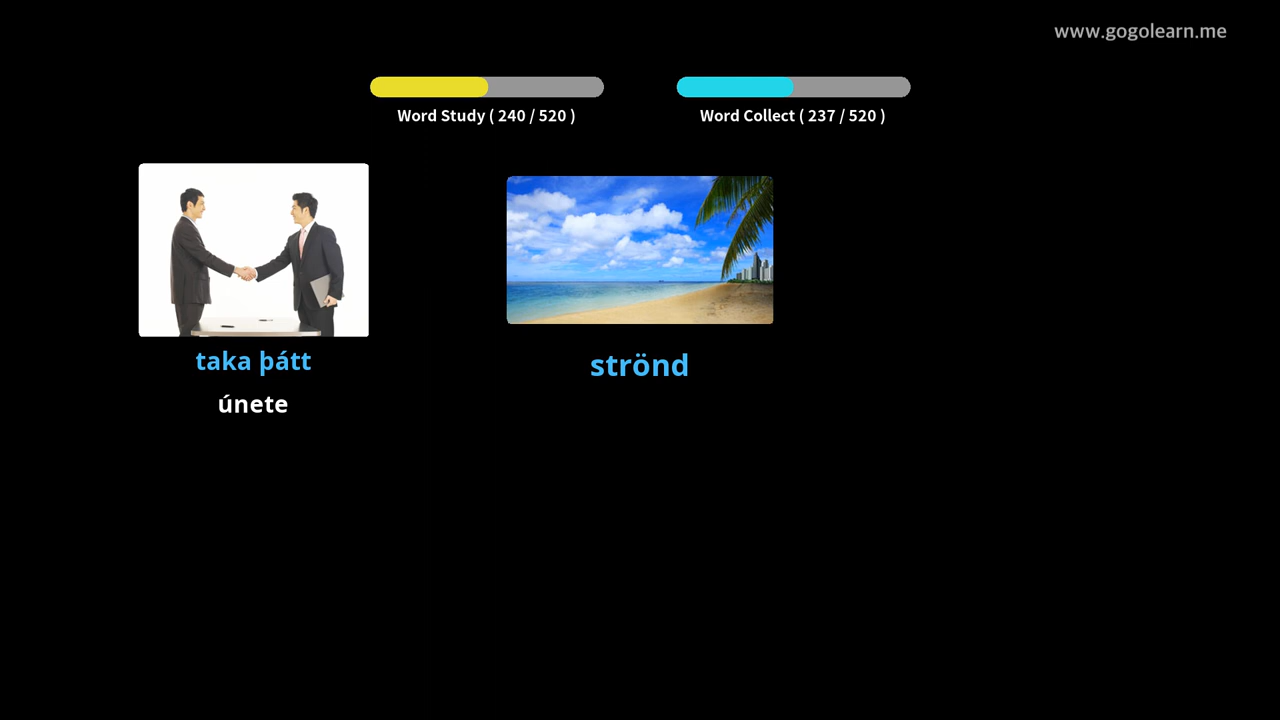 www.gogolearn.me
Word Study ( 240 / 520 )
Word Collect ( 237 / 520 )
taka þátt
únete
strönd